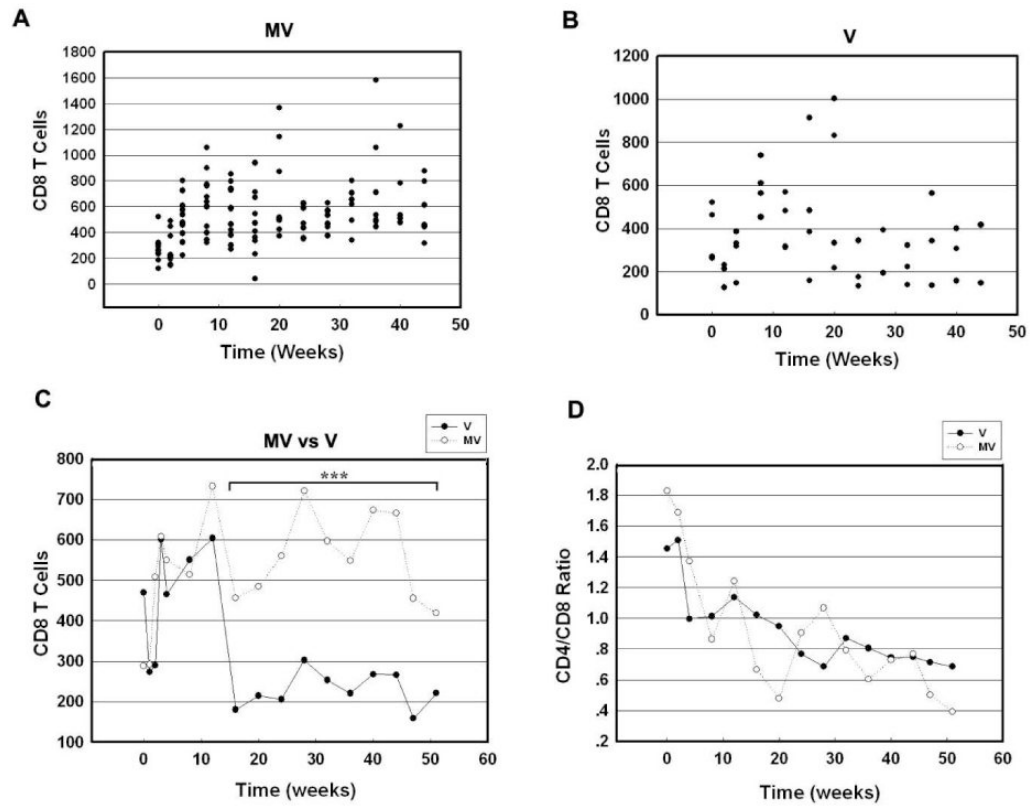 A
MV
CD8 T Cells
1800
1600
1400
1200
1000
800
600
400
200
0
0 10 20 30 40 50
Time (Weeks)
B
V
CD8 T Cells
1200
1000
800
600
400
200
0
0 10 20 30 40 50
Time (Weeks)
C
V
MV
MV vs V
***
CD8 T Cells
800
700
600
500
400
300
200
100
0 10 20 30 40 50 60
Time (weeks)
D
V
MV
CD4/CD8 Ratio
2.0
1.8
1.6
1.4
1.2
1.0
.8
.6
.4
.2
0 10 20 30 40 50 60
Time (weeks)